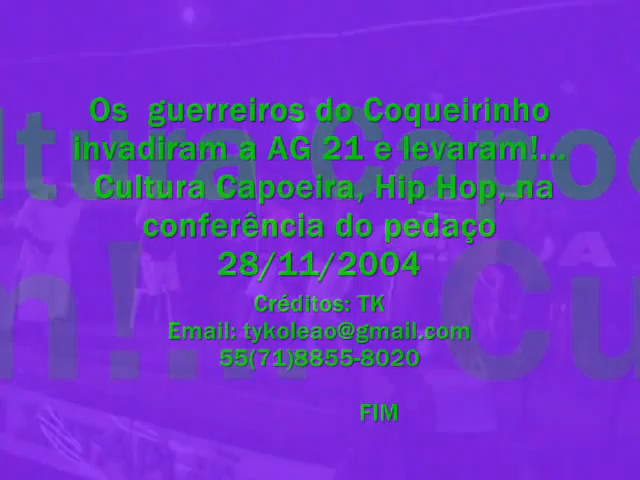 Os guerreiros do Coqueirinho
invadiram a AG 21 e levaram!...
Cultura Capoeira, Hip Hop, na
conferência do pedaço
28/11/2004
Créditos: TK
Email: tykoleao@gmail.com
55(71)8855-8020
FIM